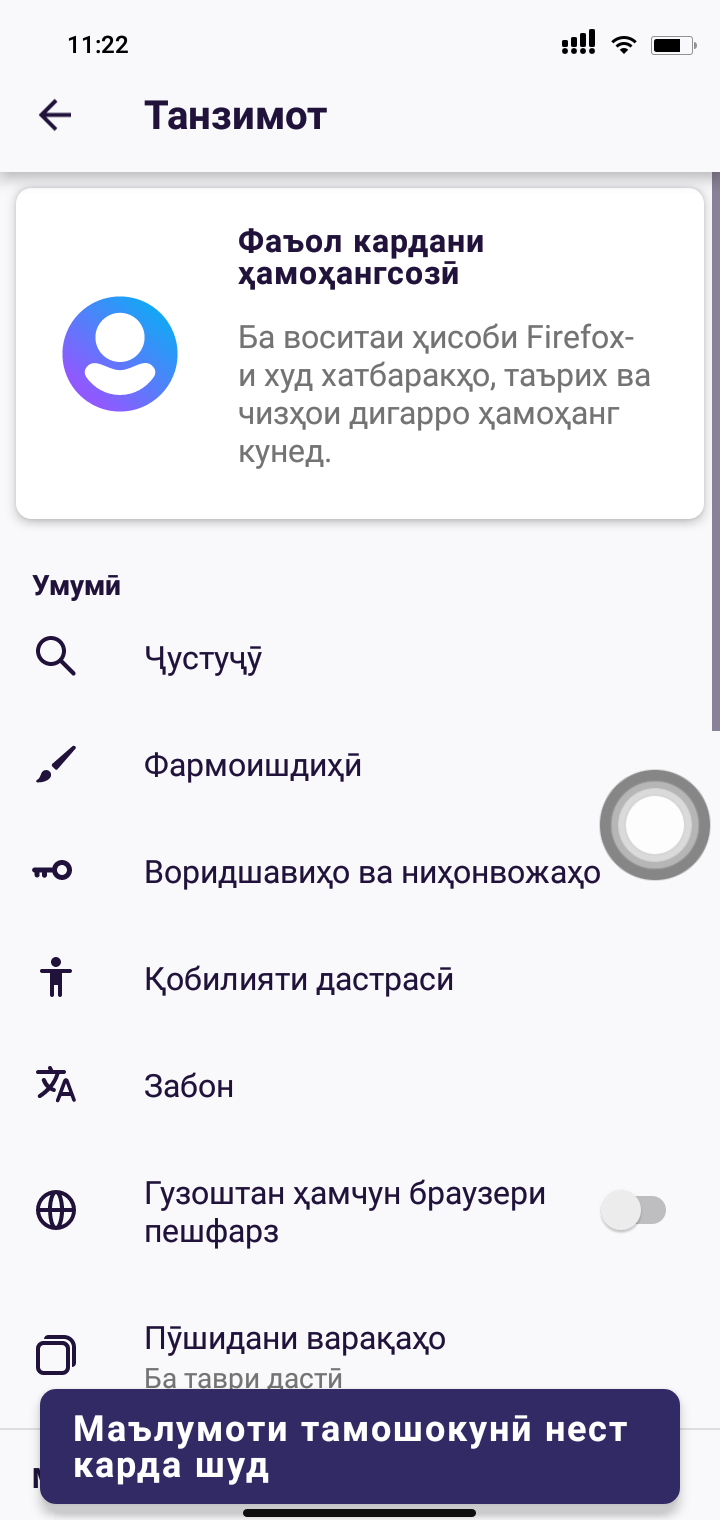 11:22
Танзимот
Фаъол кардани
ҳамоҳангсозӣ
Ба воситаи ҳисоби Firefox-
и худ хатбаракҳо, таърих ва
чизҳои дигарро ҳамоҳанг
кунед.
Умумӣ
Ҷустуҷӯ
Фармоишдиҳӣ
Воридшавиҳо ва ниҳонвожаҳо
Қобилияти дастрасӣ
Забон
Гузоштан ҳамчун браузери
пешфарз
Пӯшидани варақаҳо
Ба таври дастӣ
Маълумоти тамошокунӣ нест
карда шуд